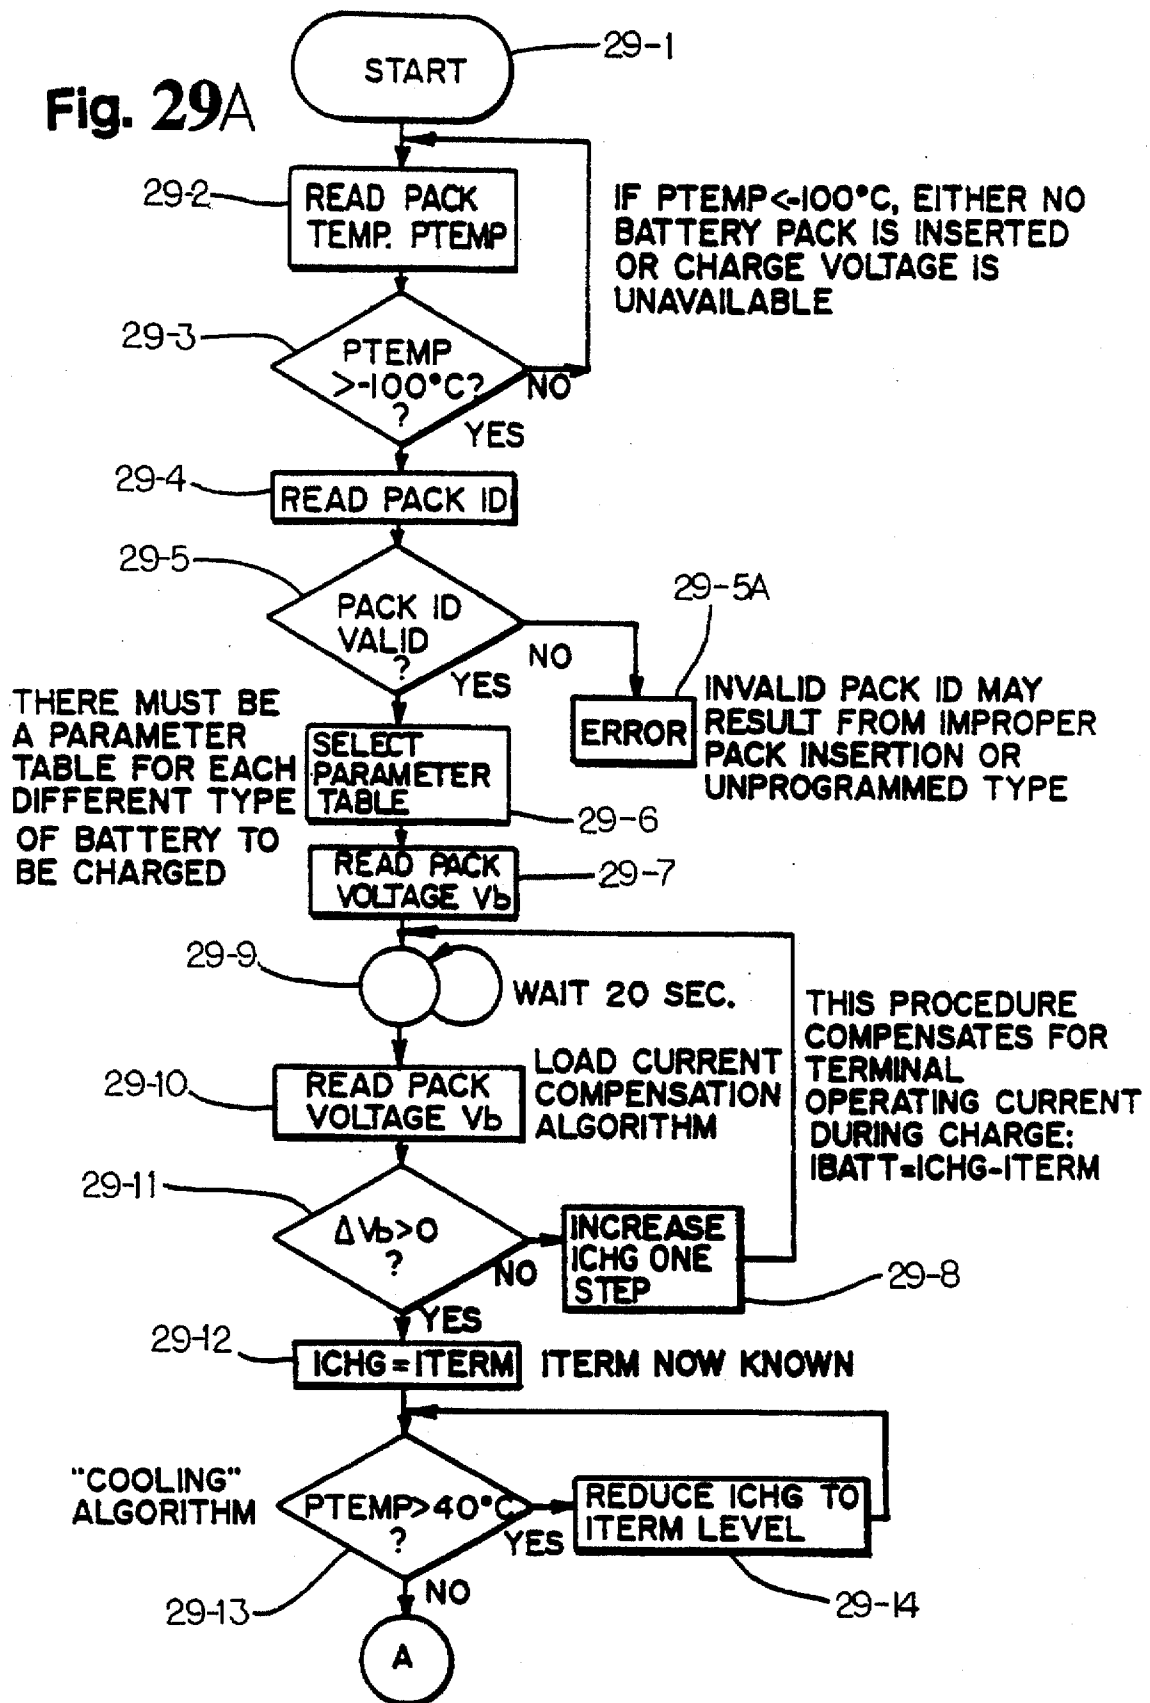 Fig. 29A
START
29-1
29-2
READ PACK
TEMP. PTEMP
IF PTEMP<-100°C, EITHER NO
BATTERY PACK IS INSERTED
OR CHARGE VOLTAGE IS
UNAVAILABLE
29-3
PTEMP
>-100°C?
?
NO
YES
29-4
READ PACK ID
29-5
PACK ID
VALID
?
NO
YES
29-5A
ERROR
INVALID PACK ID MAY
RESULT FROM IMPROPER
PACK INSERTION OR
UNPROGRAMMED TYPE
THERE MUST BE
A PARAMETER
TABLE FOR EACH
DIFFERENT TYPE
OF BATTERY TO
BE CHARGED
SELECT
PARAMETER
TABLE
29-6
READ PACK
VOLTAGE Vb
29-7
29-9
WAIT 20 SEC.
THIS PROCEDURE
COMPENSATES FOR
TERMINAL
OPERATING CURRENT
DURING CHARGE:
IBATT=ICHG-ITERM
29-10
READ PACK
VOLTAGE Vb
LOAD CURRENT
COMPENSATION
ALGORITHM
29-11
ΔVb>0
?
NO
YES
INCREASE
ICHG ONE
STEP
29-8
29-12
ICHG=ITERM
ITERM NOW KNOWN
"COOLING"
ALGORITHM
PTEMP>40°C
?
YES
NO
REDUCE ICHG TO
ITERM LEVEL
29-13
29-14
A